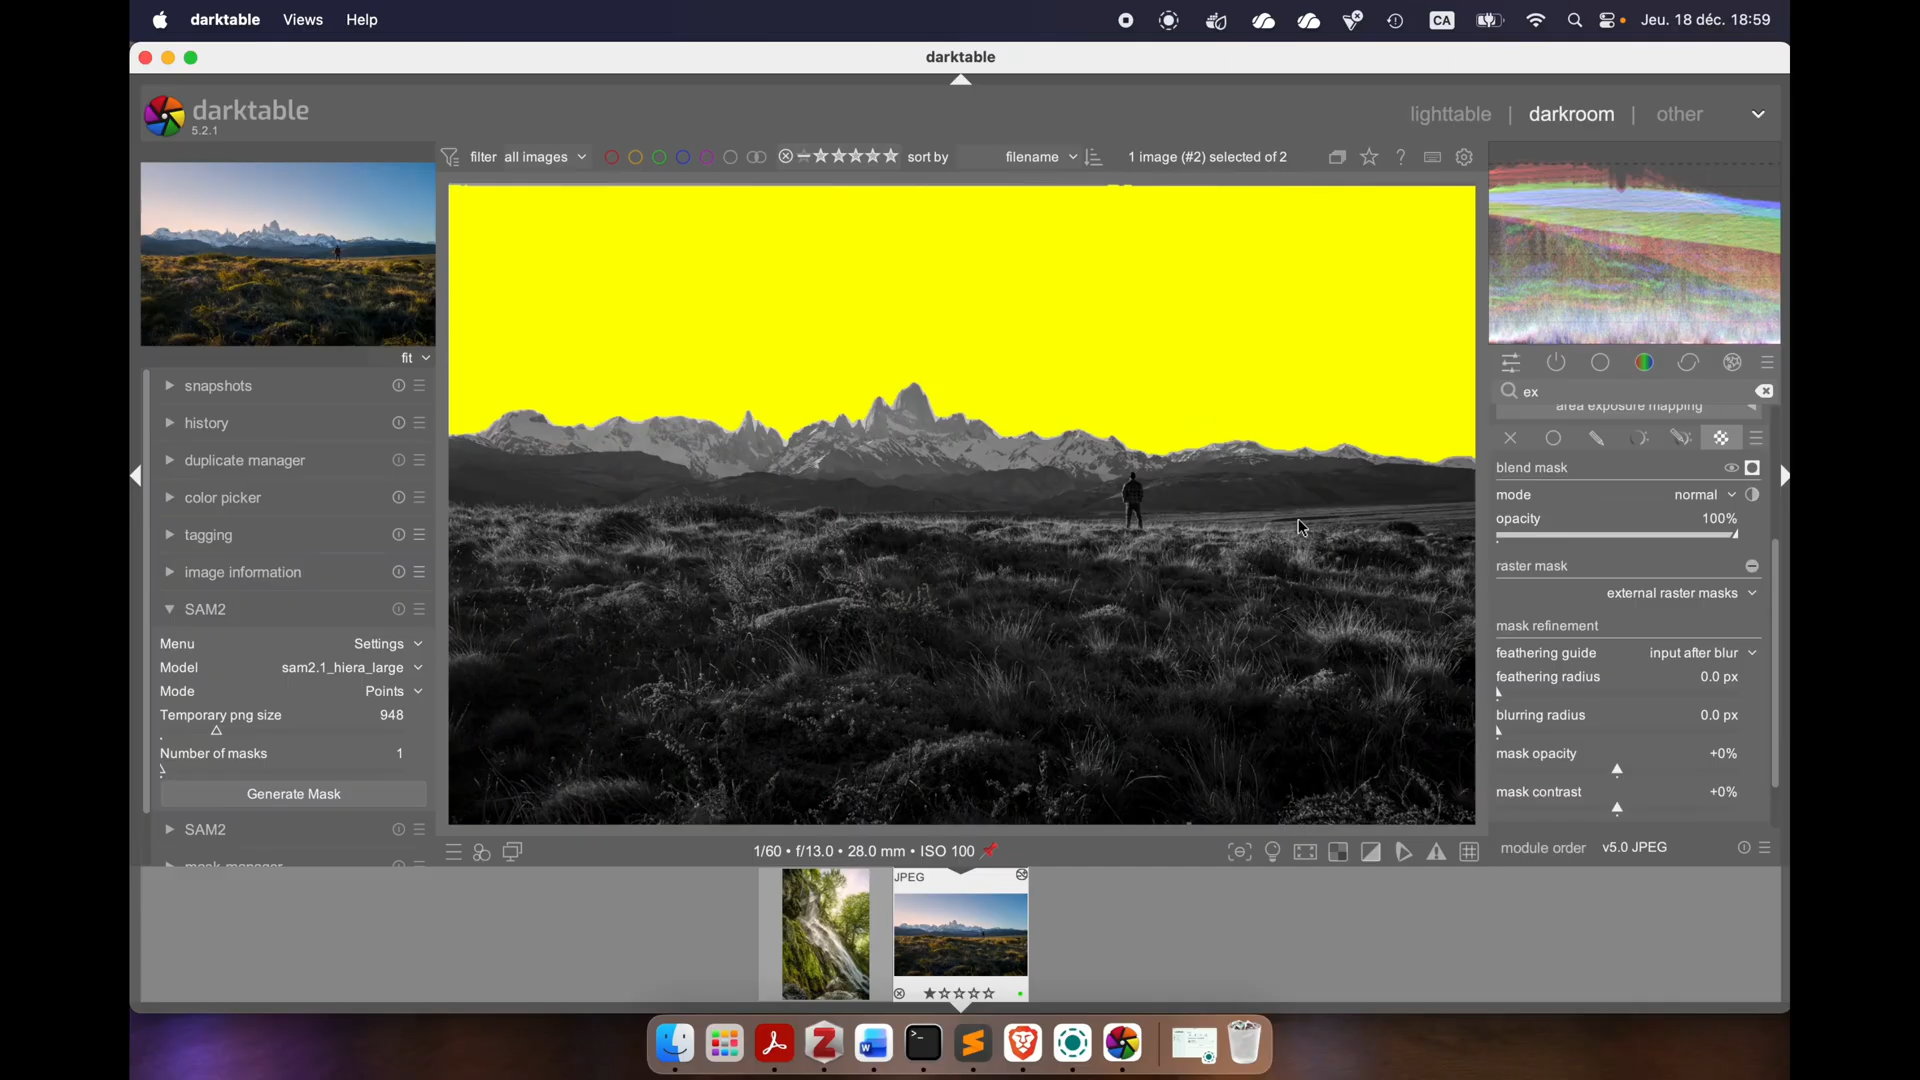 darktable Views Help
CA
Jeu. 18 déc. 18:59
darktable
darktable
5.2.1
lighttable | darkroom | other
filter all images
sort by filename
1 image (#2) selected of 2
?
fit
snapshots
history
duplicate manager
color picker
tagging
image information
SAM2
Menu Settings
Model sam2.1_hiera_large
Mode Points
Temporary png size 948
Number of masks 1
Generate Mask
SAM2
mask manager
ex
area exposure mapping
blend mask
mode normal
opacity 100%
raster mask
external raster masks
mask refinement
feathering guide input after blur
feathering radius 0.0 px
blurring radius 0.0 px
mask opacity +0%
mask contrast +0%
module order v5.0 JPEG
1/60 • f/13.0 • 28.0 mm • ISO 100
JPEG